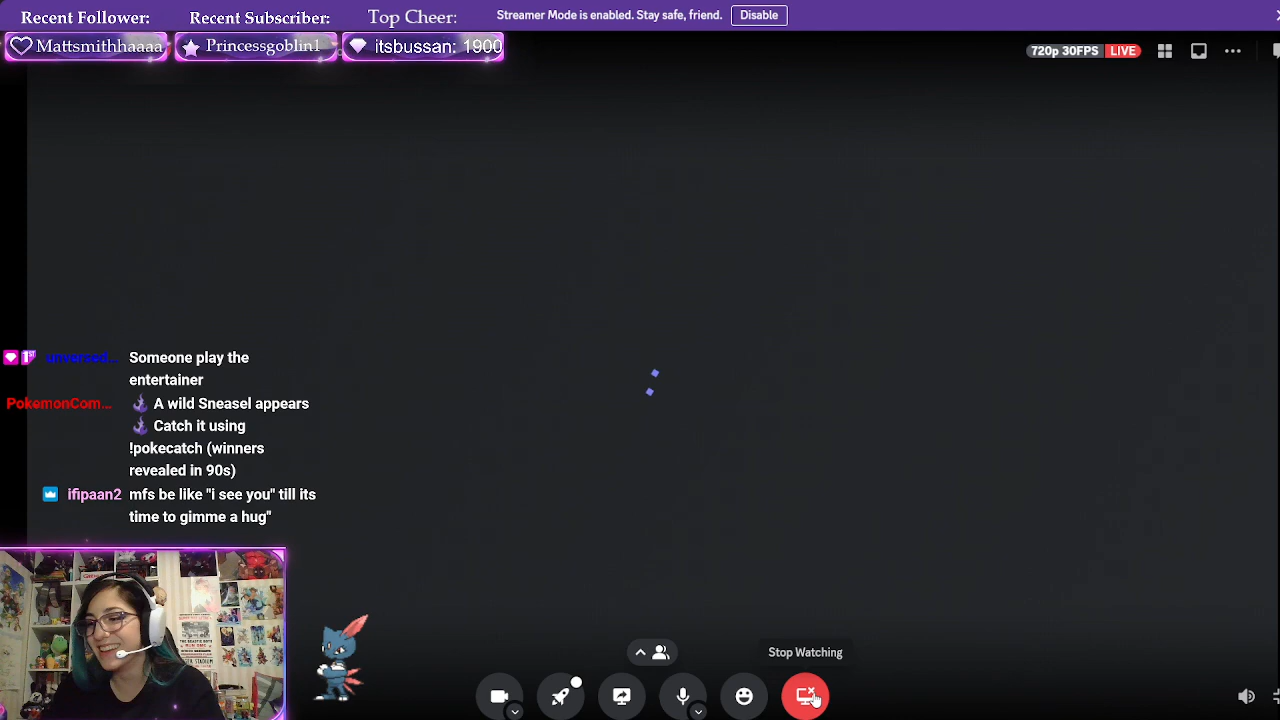 Recent Follower:
Recent Subscriber:
Top Cheer:
Streamer Mode is enabled. Stay safe, friend.
Disable
Mattsmithhaaaa
Princessgoblin1
itsbussan: 1900
720p 30FPS
LIVE
1ST
unversed...
Someone play the
entertainer
PokemonCom...
A wild Sneasel appears
Catch it using
!pokecatch (winners
revealed in 90s)
ifipaan2
mfs be like "i see you" till its
time to gimme a hug"
Stop Watching